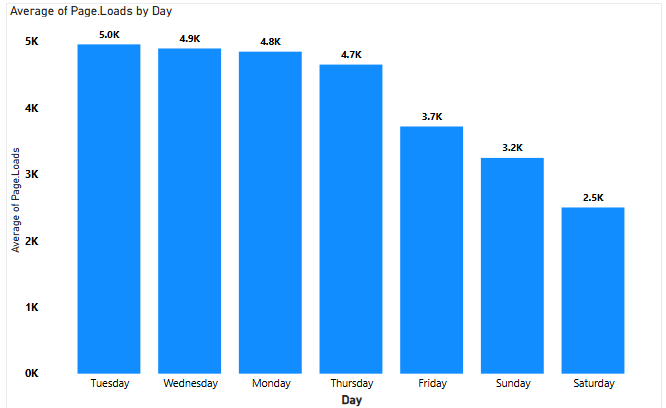 Average of Page.Loads by Day
Average of Page.Loads
5K
4K
3K
2K
1K
0K
5.0K
4.9K
4.8K
4.7K
3.7K
3.2K
2.5K
Tuesday
Wednesday
Monday
Thursday
Friday
Sunday
Saturday
Day